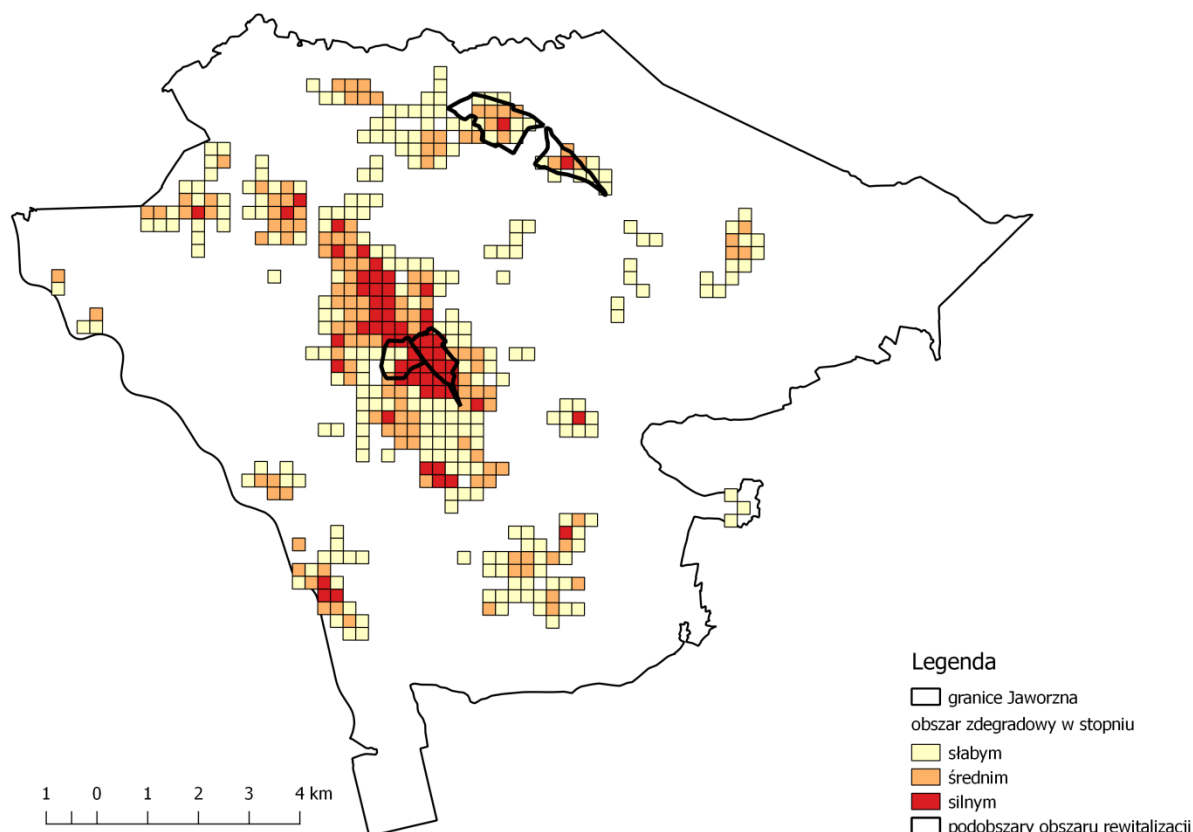 Legenda
granice Jaworzna
obszar zdegradowy w stopniu
słabym
średnim
silnym
podobszary obszaru rewitalizacji
1 0 1 2 3 4 km